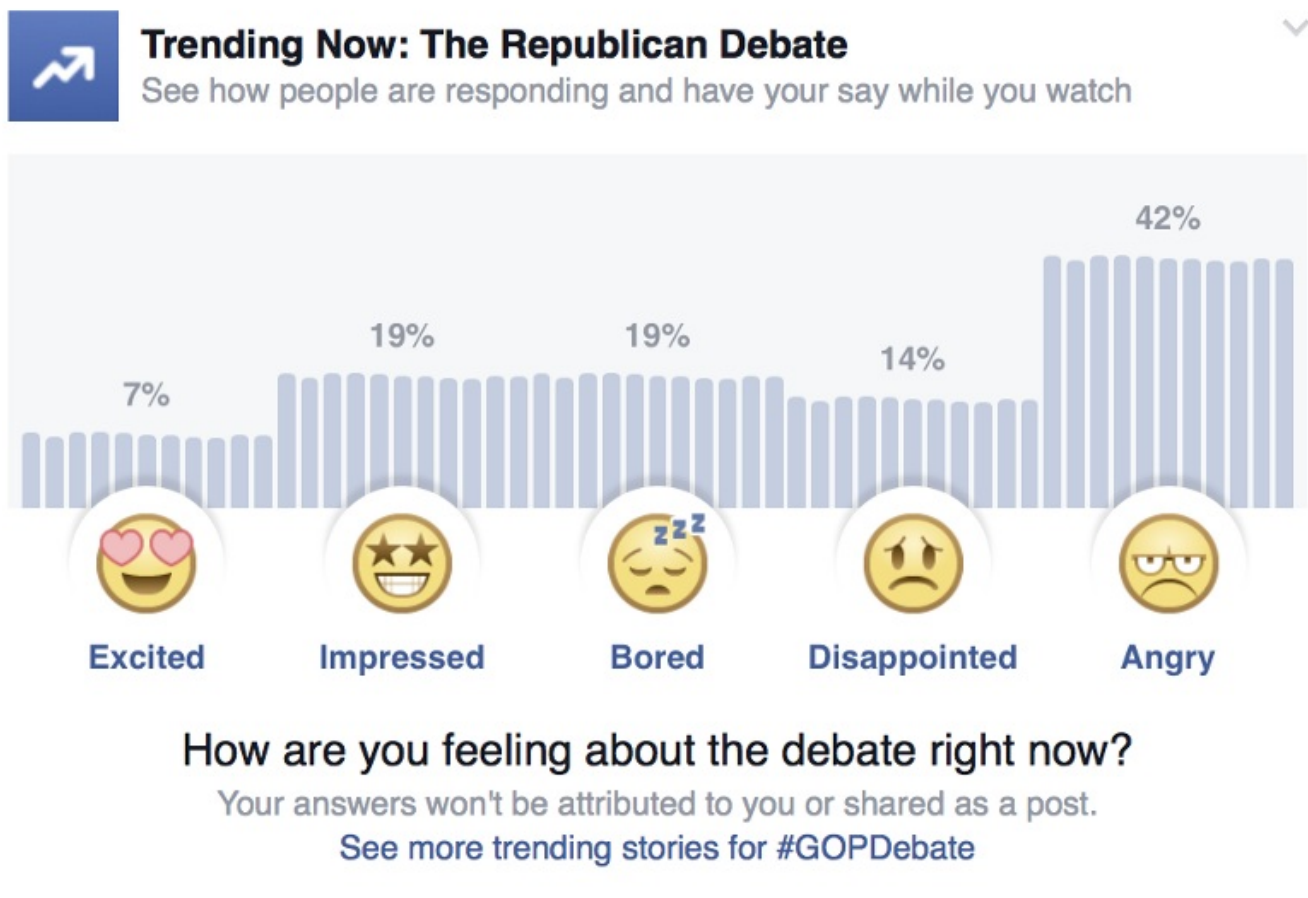 Trending Now: The Republican Debate
See how people are responding and have your say while you watch
42%
19%
19%
14%
7%
zzz
Excited
Impressed
Bored
Disappointed
Angry
How are you feeling about the debate right now?
Your answers won't be attributed to you or shared as a post.
See more trending stories for #GOPDebate